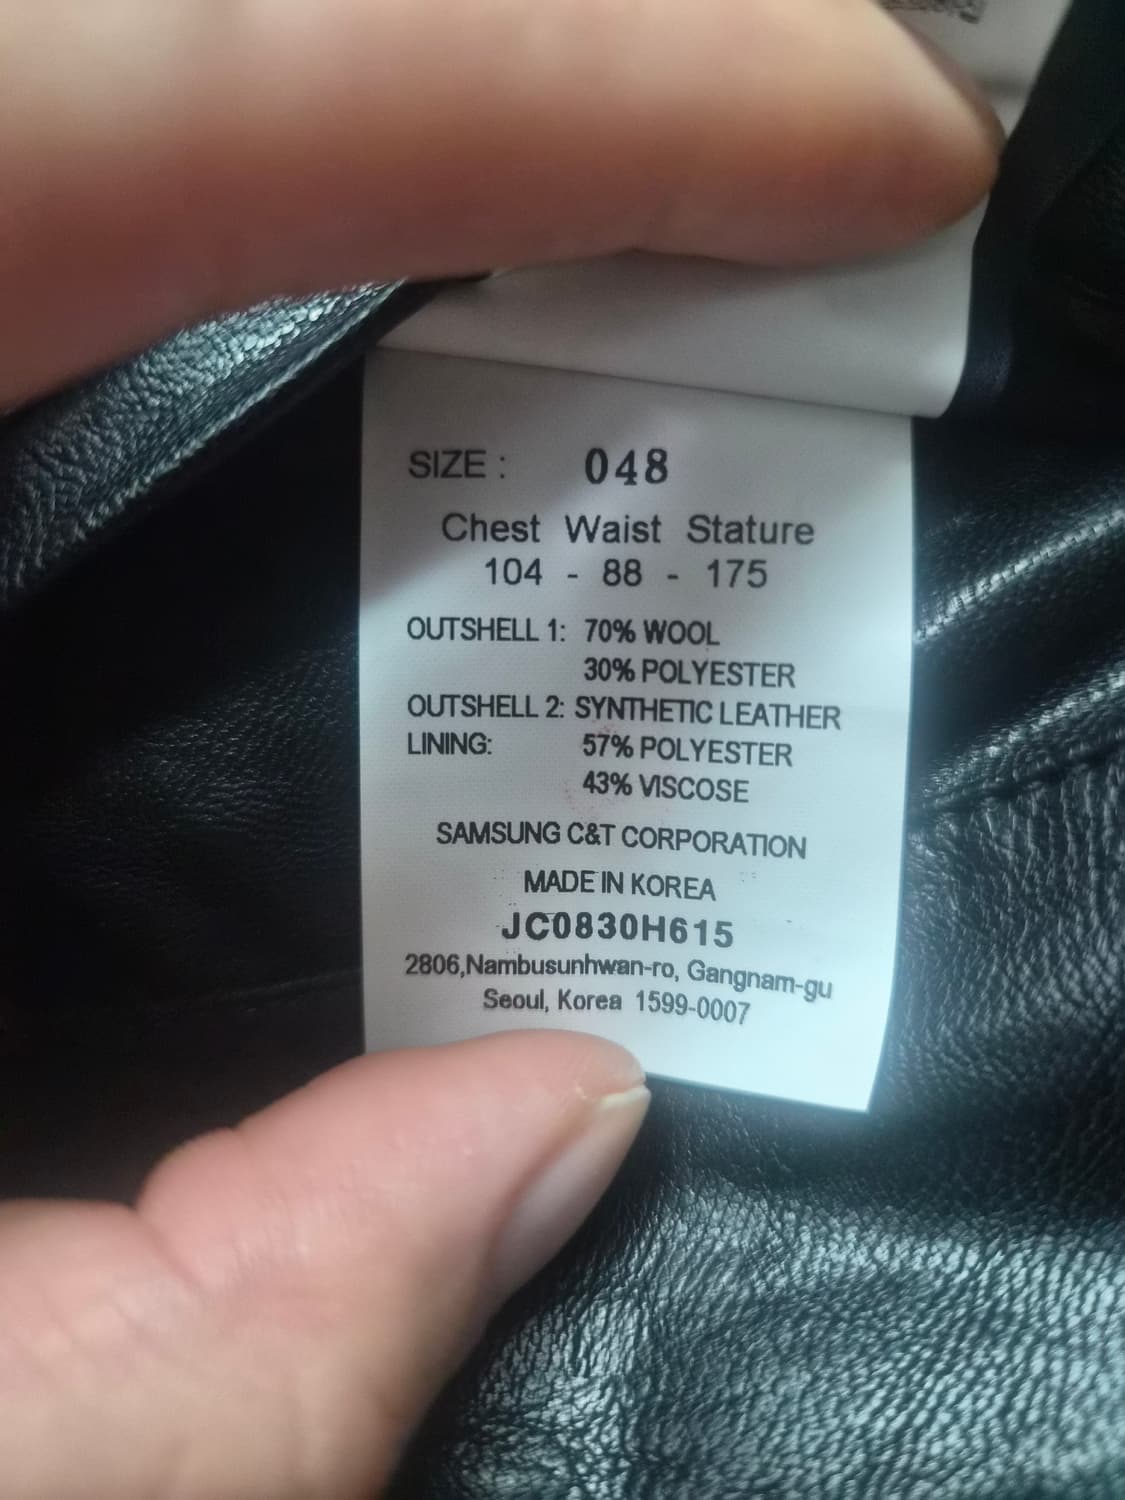 SIZE : 048
Chest Waist Stature
104 - 88 - 175
OUTSHELL 1: 70% WOOL
30% POLYESTER
OUTSHELL 2: SYNTHETIC LEATHER
LINING: 57% POLYESTER
43% VISCOSE
SAMSUNG C&T CORPORATION
MADE IN KOREA
JC0830H615
2806,Nambusunhwan-ro, Gangnam-gu
Seoul, Korea 1599-0007